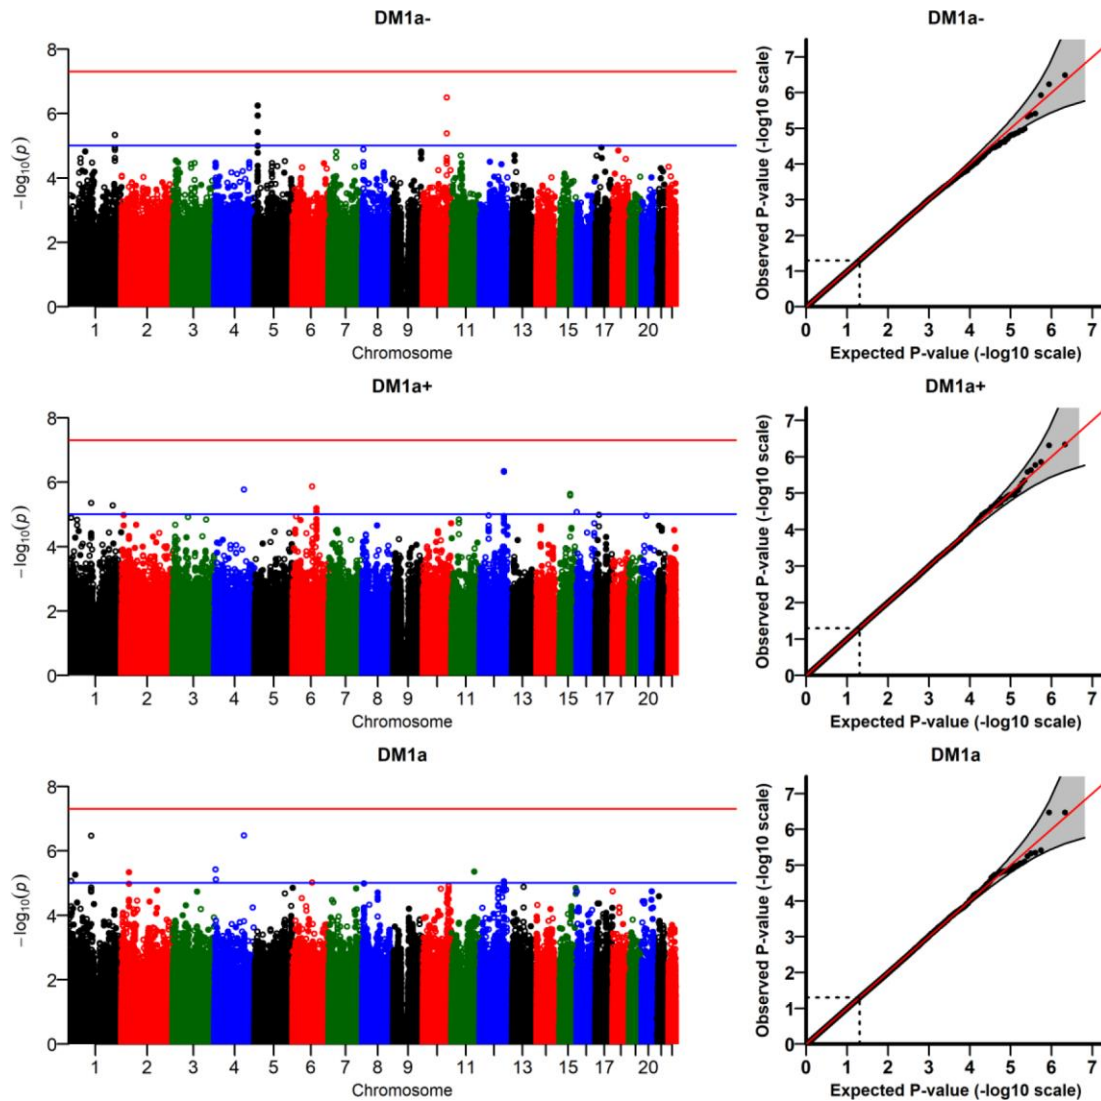 DM1a-
8
6
4
2
0
−log10(p)
1 2 3 4 5 6 7 8 9 11 13 15 17 20
Chromosome
DM1a-
7
6
5
4
3
2
1
0
Observed P-value (-log10 scale)
0 1 2 3 4 5 6 7
Expected P-value (-log10 scale)
DM1a+
8
6
4
2
0
−log10(p)
1 2 3 4 5 6 7 8 9 11 13 15 17 20
Chromosome
DM1a+
7
6
5
4
3
2
1
0
Observed P-value (-log10 scale)
0 1 2 3 4 5 6 7
Expected P-value (-log10 scale)
DM1a
8
6
4
2
0
−log10(p)
1 2 3 4 5 6 7 8 9 11 13 15 17 20
Chromosome
DM1a
7
6
5
4
3
2
1
0
Observed P-value (-log10 scale)
0 1 2 3 4 5 6 7
Expected P-value (-log10 scale)